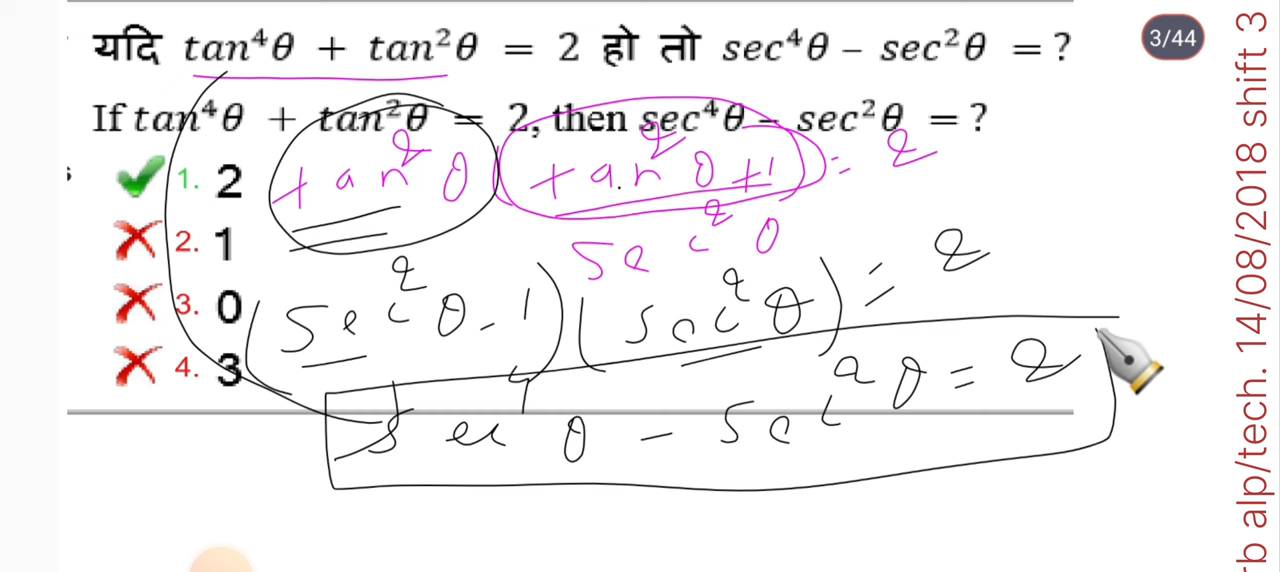 यदि tan⁴θ + tan²θ = 2 हो तो sec⁴θ – sec²θ = ?
3/44
If tan⁴θ + tan²θ = 2, then sec⁴θ – sec²θ = ?
1. 2
2. 1
3. 0
4. 3
tan²θ (tan²θ + 1) = 2
sec²θ
(sec²θ - 1) (sec²θ) = 2
sec⁴θ - sec²θ = 2
rb alp/tech. 14/08/2018 shift 3